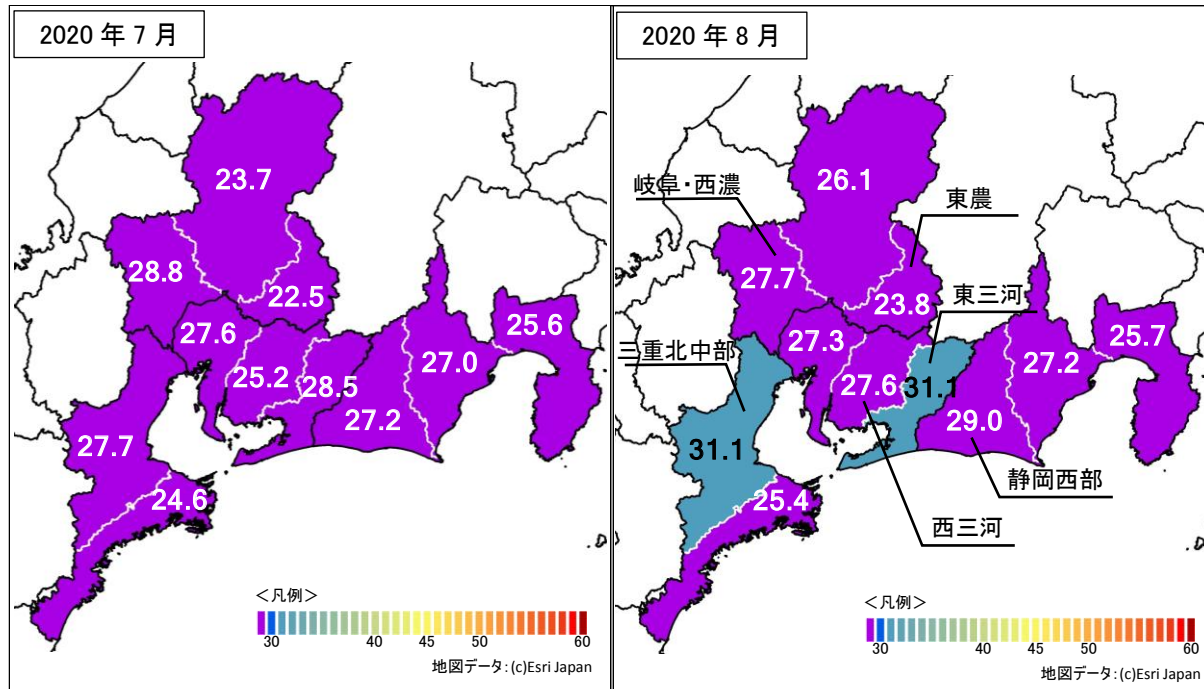 2020 年 7 月
23.7
28.8
22.5
27.6
25.6
27.0
25.2
28.5
27.2
27.7
24.6
＜凡例＞
30
40
45
50
60
地図データ：(c)Esri Japan
2020 年 8 月
26.1
岐阜・西濃
東農
27.7
23.8
東三河
25.7
27.3
三重北中部
27.2
27.6
31.1
29.0
31.1
静岡西部
25.4
西三河
＜凡例＞
30
40
45
50
60
地図データ：(c)Esri Japan